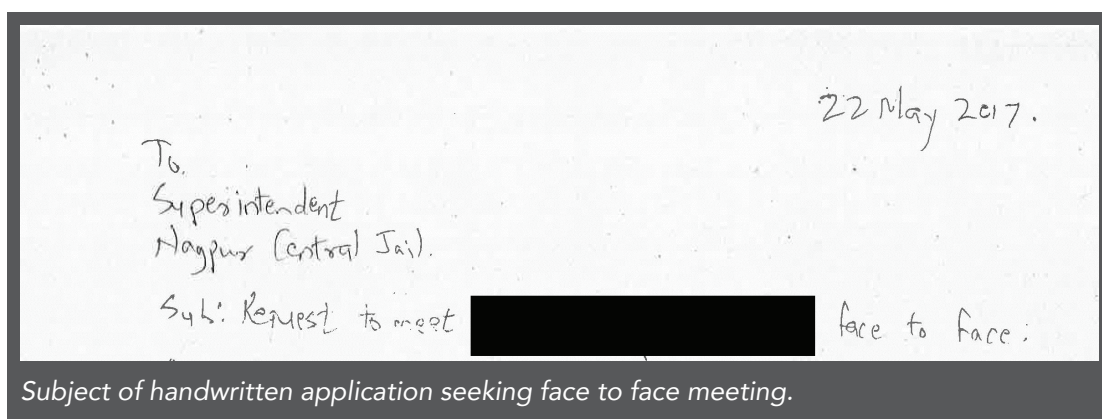 22 May 2017.
To,
Superintendent
Nagpur Central Jail.
Sub: Request to meet face to face:
Subject of handwritten application seeking face to face meeting.